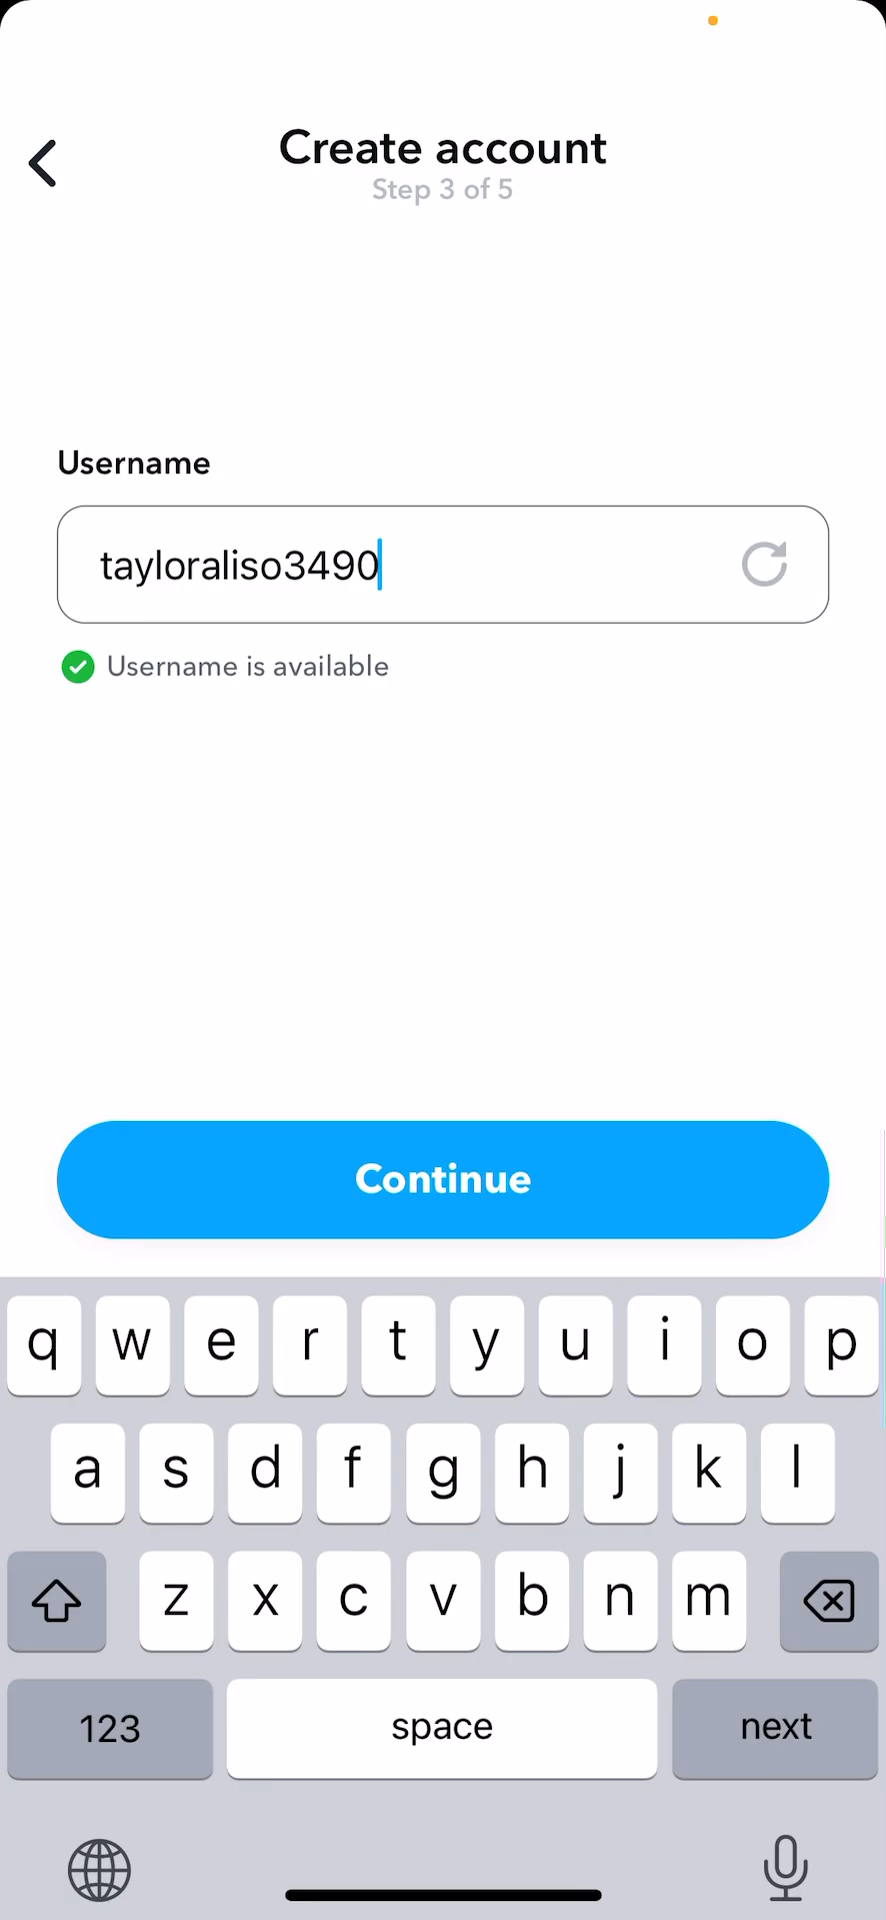 Create account
Step 3 of 5
Username
tayloraliso3490
Username is available
Continue
q w e r t y u i o p
a s d f g h j k l
z x c v b n m
123 space next